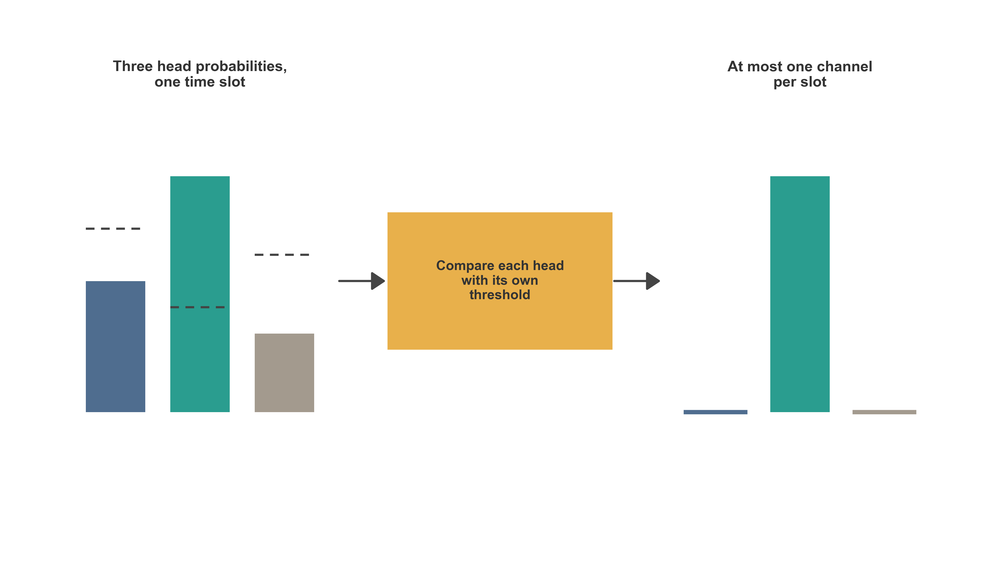 Three head probabilities,
one time slot
Compare each head
with its own
threshold
At most one channel
per slot